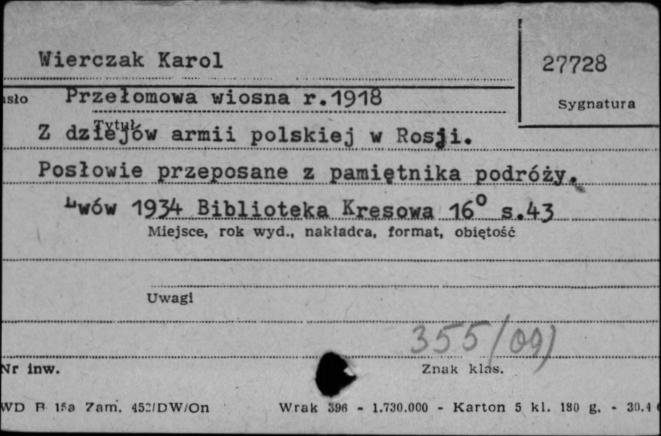 Wierczak Karol
27728
Sygnatura
Przełomowa wiosna r.1918
Tytuł
Z dziejów armii polskiej w Rosji.
Posłowie przeposane z pamiętnika podróży.
Lwów 1934 Biblioteka Kresowa 16° s.43
Miejsce, rok wyd., nakładca, format, objętość
Uwagi
355/09)
Nr inw.
Znak klas.
WD B 15a Zam. 452/DW/On Wrak 396 - 1.730.000 - Karton 5 kl. 180 g. - 30.4